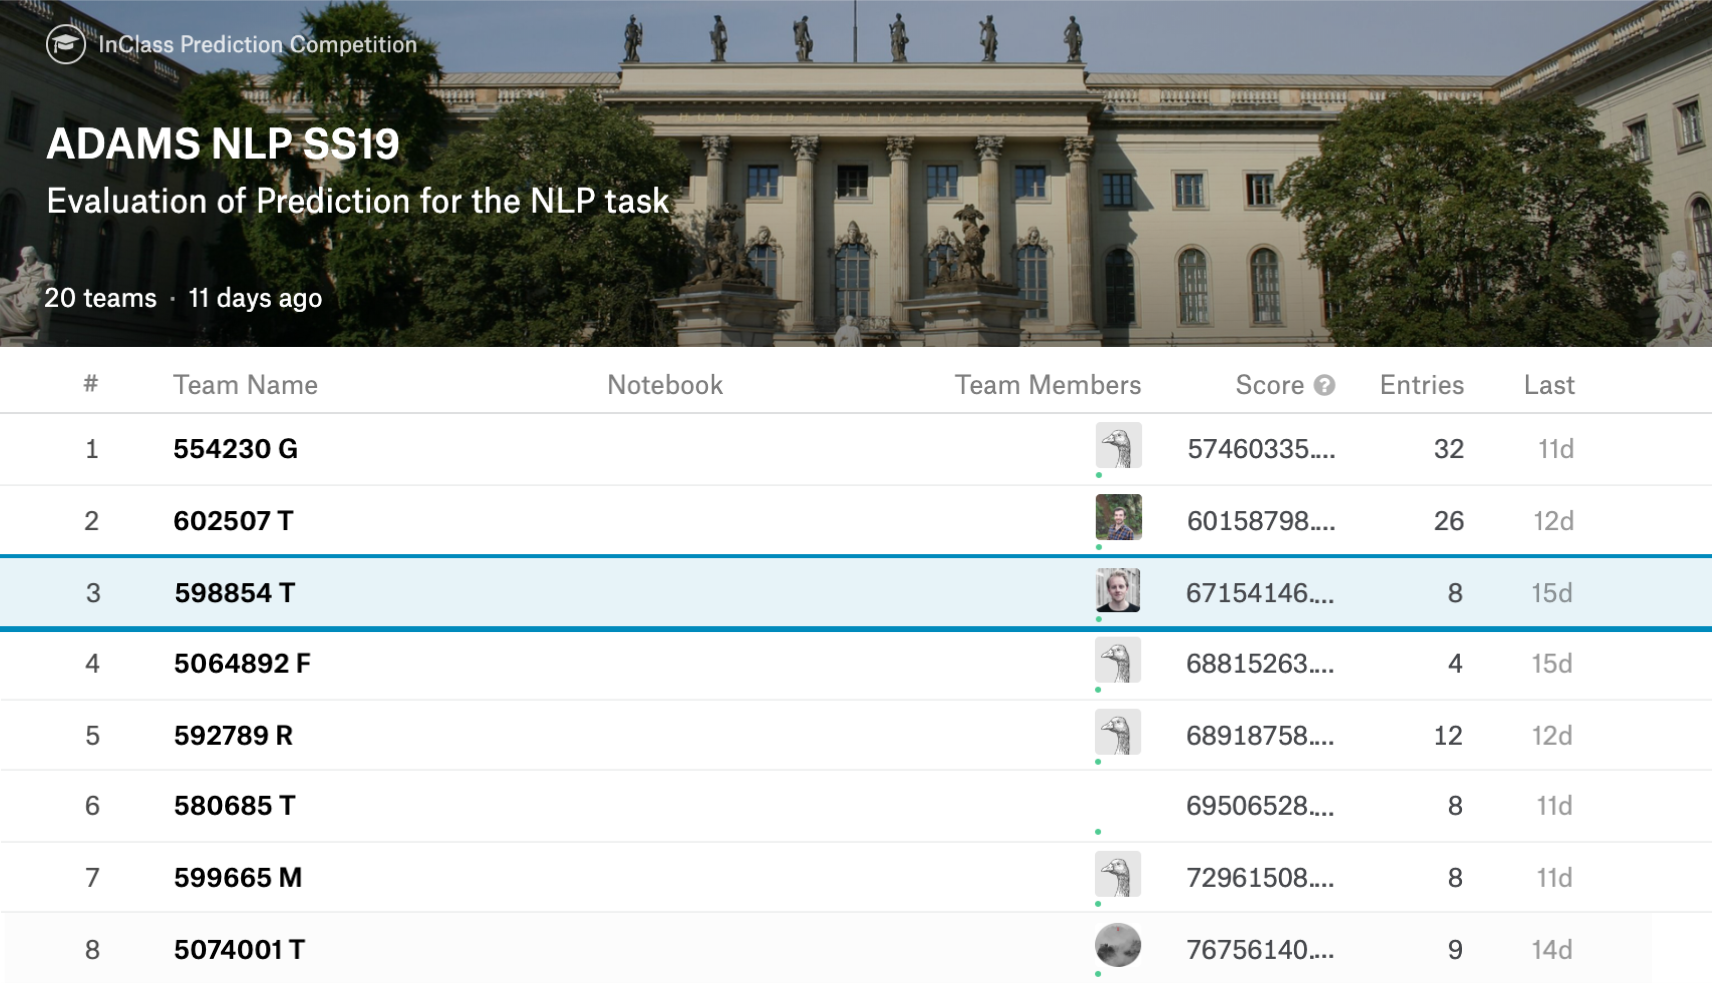 InClass Prediction Competition
ADAMS NLP SS19
Evaluation of Prediction for the NLP task
20 teams · 11 days ago
HUMBOLDT UNIVERSITÄT
# Team Name Notebook Team Members Score ? Entries Last
1 554230 G 57460335.... 32 11d
2 602507 T 60158798.... 26 12d
3 598854 T 67154146.... 8 15d
4 5064892 F 68815263.... 4 15d
5 592789 R 68918758.... 12 12d
6 580685 T 69506528.... 8 11d
7 599665 M 72961508.... 8 11d
8 5074001 T 76756140.... 9 14d